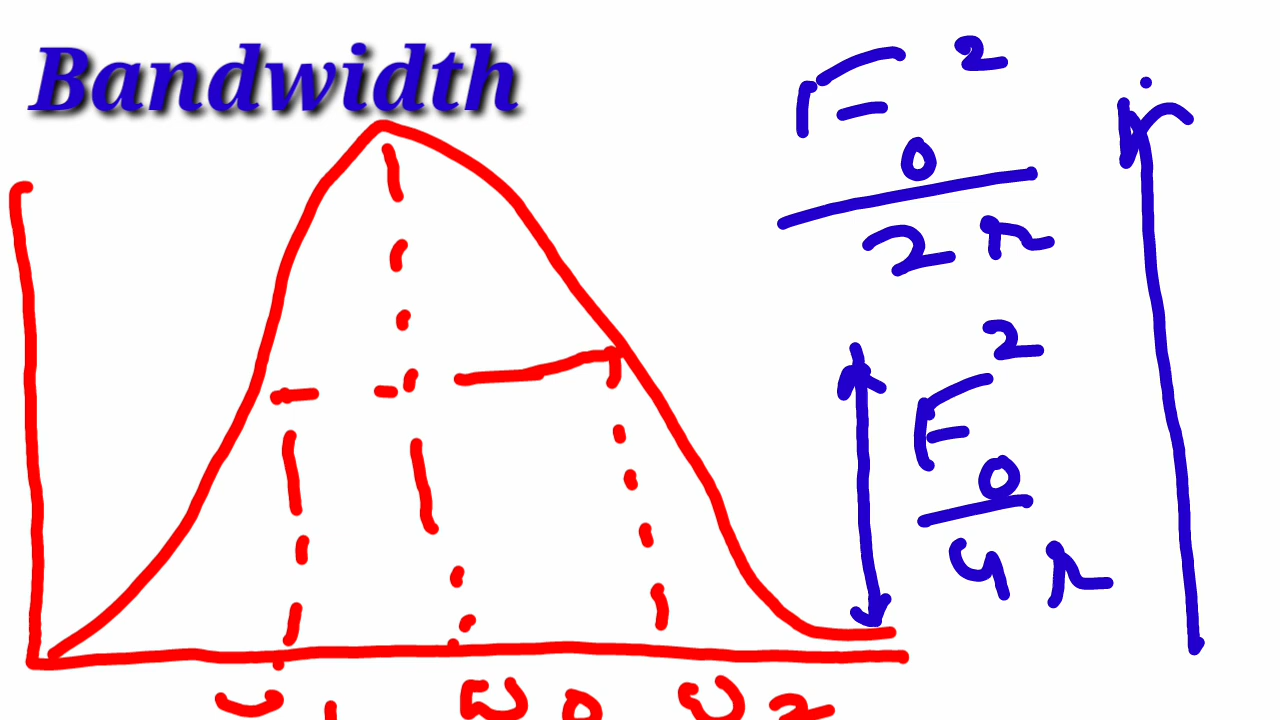 Bandwidth
F₀²
2r
F₀²
4r
ω₁ ω₀ ω₂